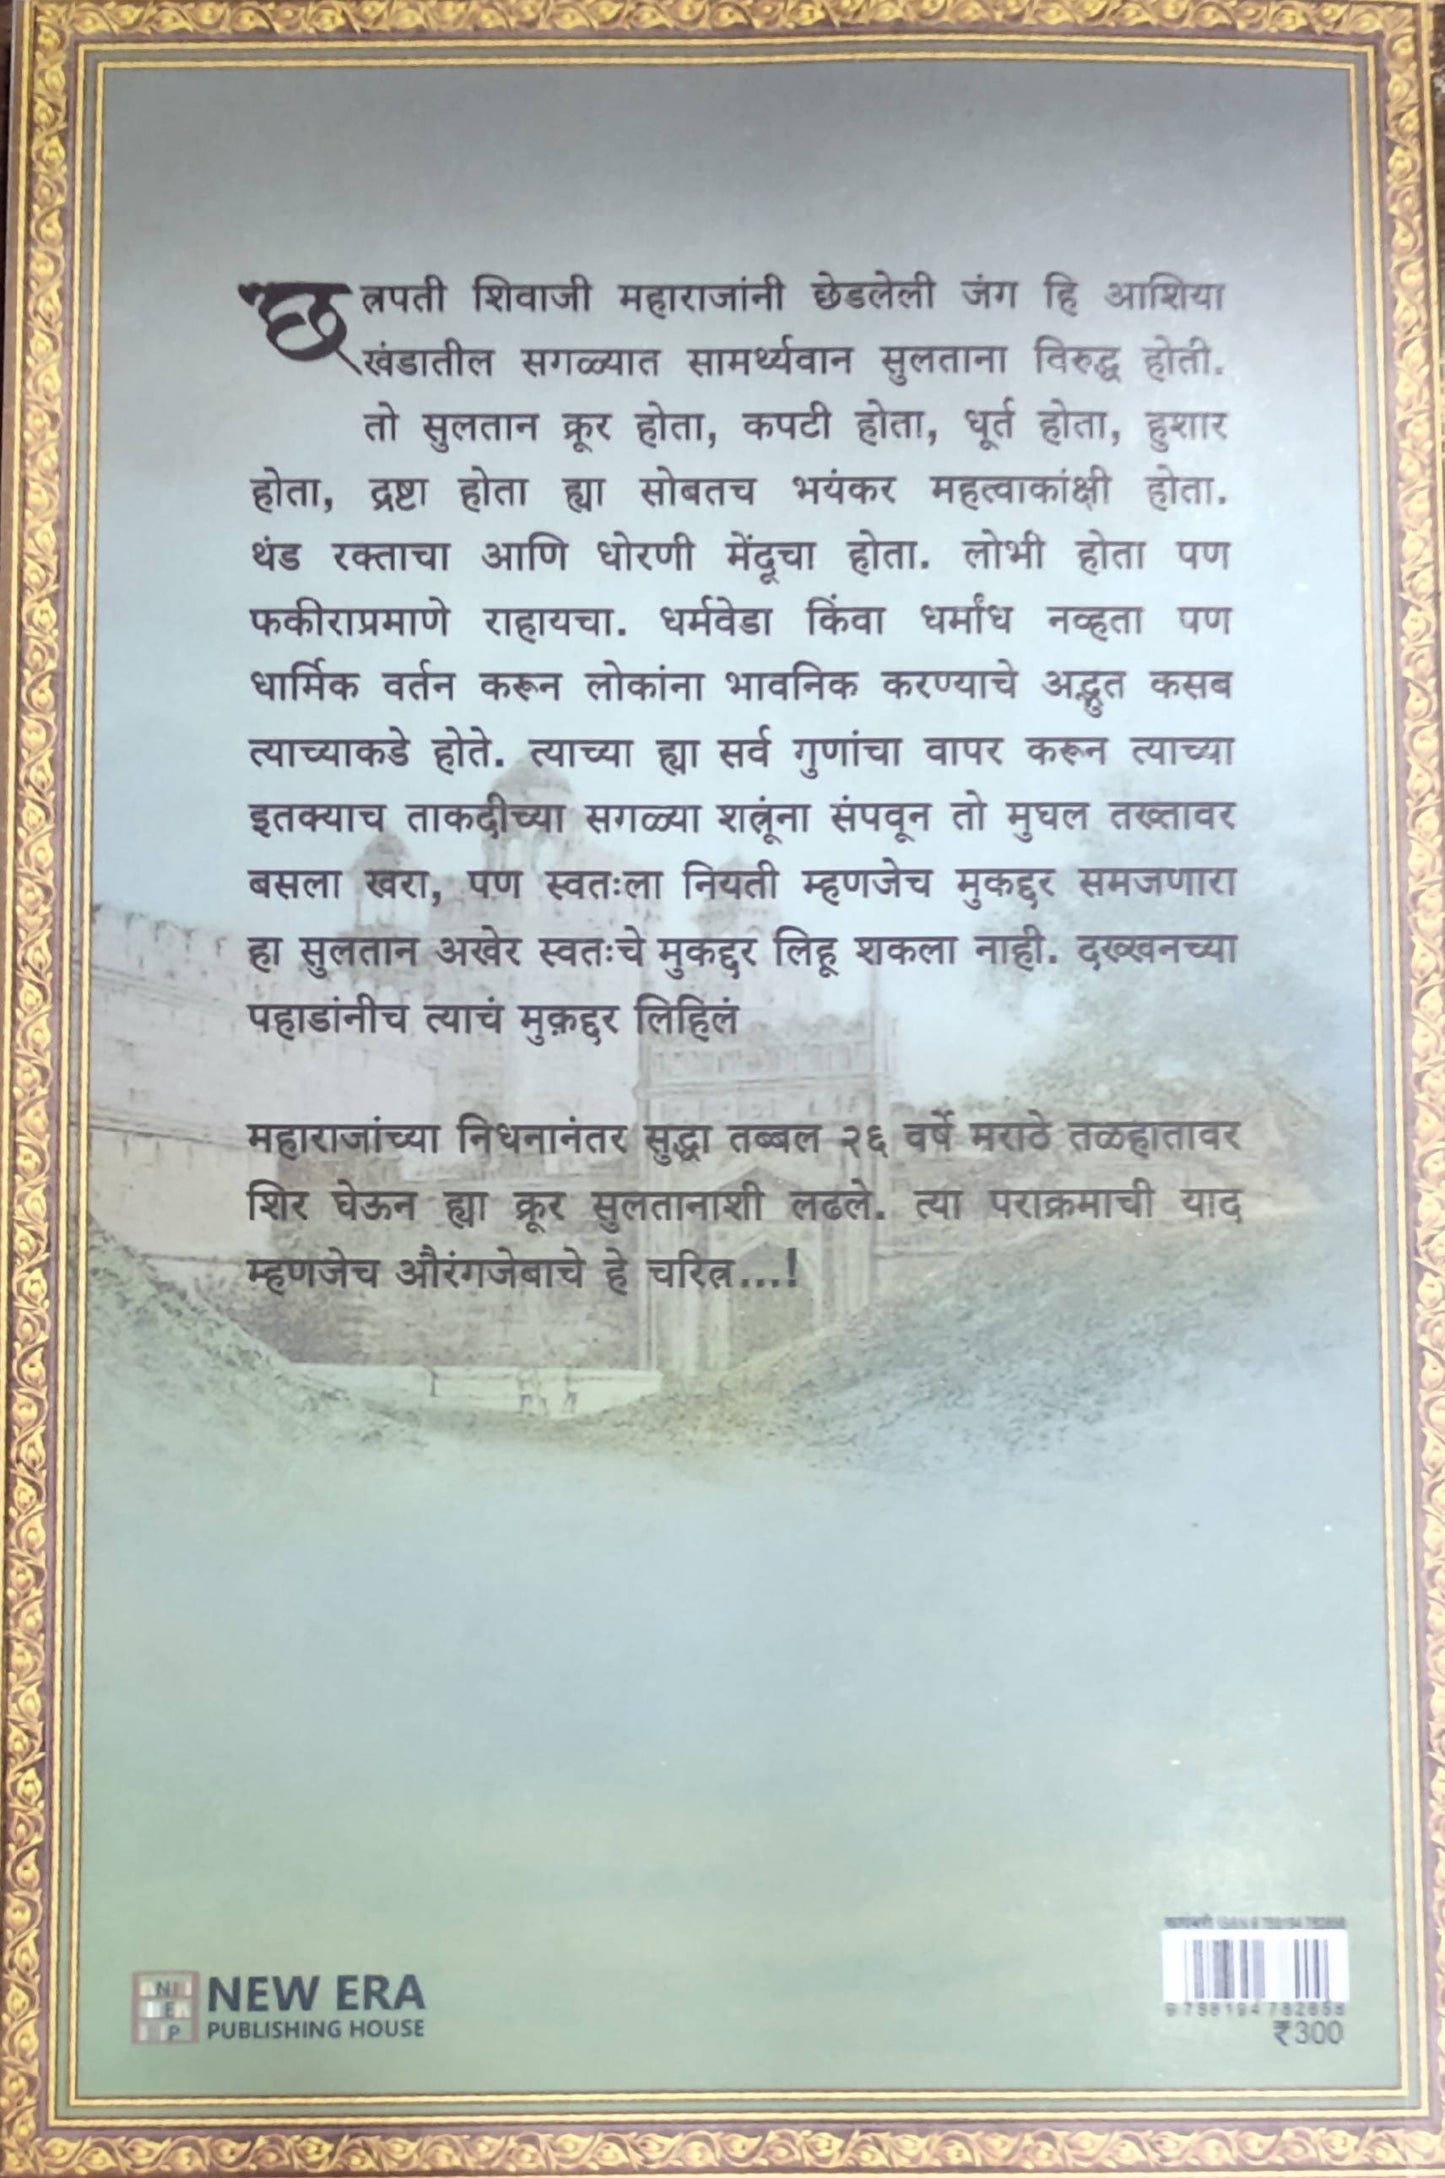 छत्रपती शिवाजी महाराजांनी छेडलेली जंग हि आशिया
खंडातील सगळ्यात सामर्थ्यवान सुलताना विरुद्ध होती.
तो सुलतान क्रूर होता, कपटी होता, धूर्त होता, हुशार
होता, द्रष्टा होता ह्या सोबतच भयंकर महत्वाकांक्षी होता.
थंड रक्ताचा आणि धोरणी मेंदूचा होता. लोभी होता पण
फकीराप्रमाणे राहायचा. धर्मवेडा किंवा धर्मांध नव्हता पण
धार्मिक वर्तन करून लोकांना भावनिक करण्याचे अद्भुत कसब
त्याच्याकडे होते. त्याच्या ह्या सर्व गुणांचा वापर करून त्याच्या
इतक्याच ताकदीच्या सगळ्या शत्रूंना संपवून तो मुघल तख्तावर
बसला खरा, पण स्वतःला नियती म्हणजेच मुकद्दर समजणारा
हा सुलतान अखेर स्वतःचे मुकद्दर लिहू शकला नाही. दख्खनच्या
पहाडांनीच त्याचं मुक़द्दर लिहिलं
महाराजांच्या निधनानंतर सुद्धा तब्बल २६ वर्षे मराठे तळहातावर
शिर घेऊन ह्या क्रूर सुलतानाशी लढले. त्या पराक्रमाची याद
म्हणजेच औरंगजेबाचे हे चरित्र...!
NEP
NEW ERA
PUBLISHING HOUSE
9 788194 782858
₹300